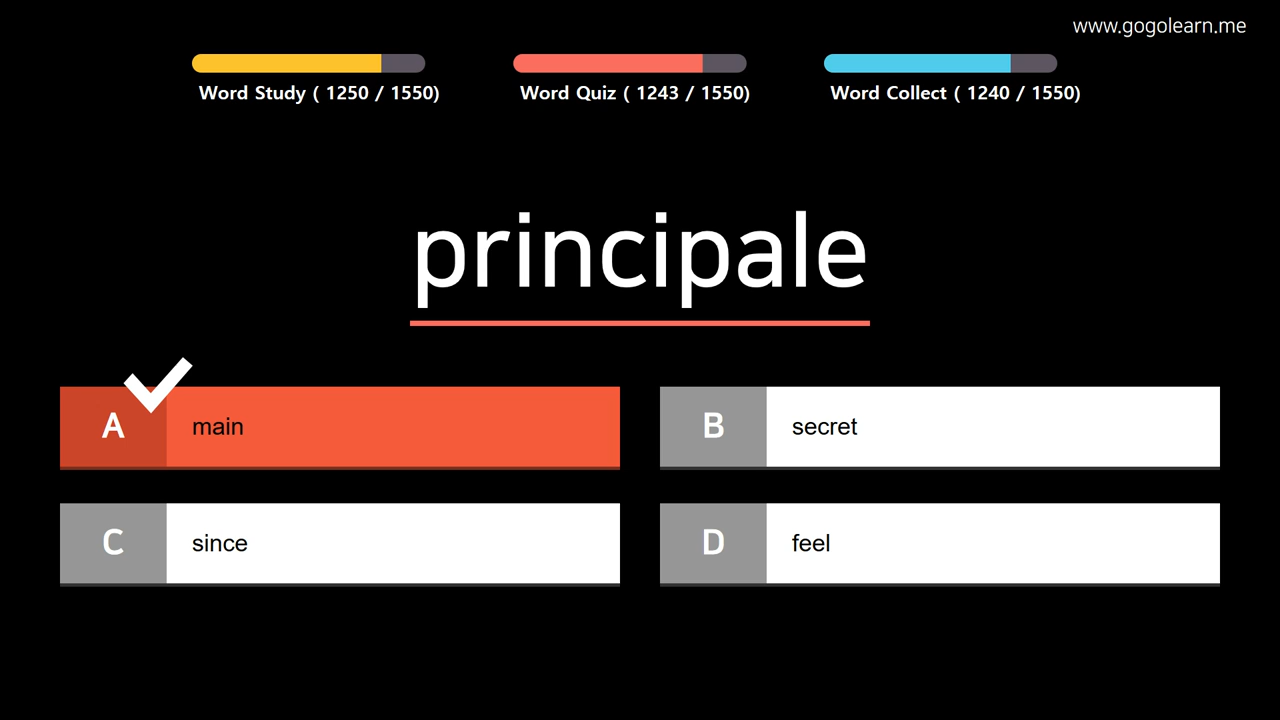 www.gogolearn.me
Word Study ( 1250 / 1550)
Word Quiz ( 1243 / 1550)
Word Collect ( 1240 / 1550)
principale
A main
B secret
C since
D feel